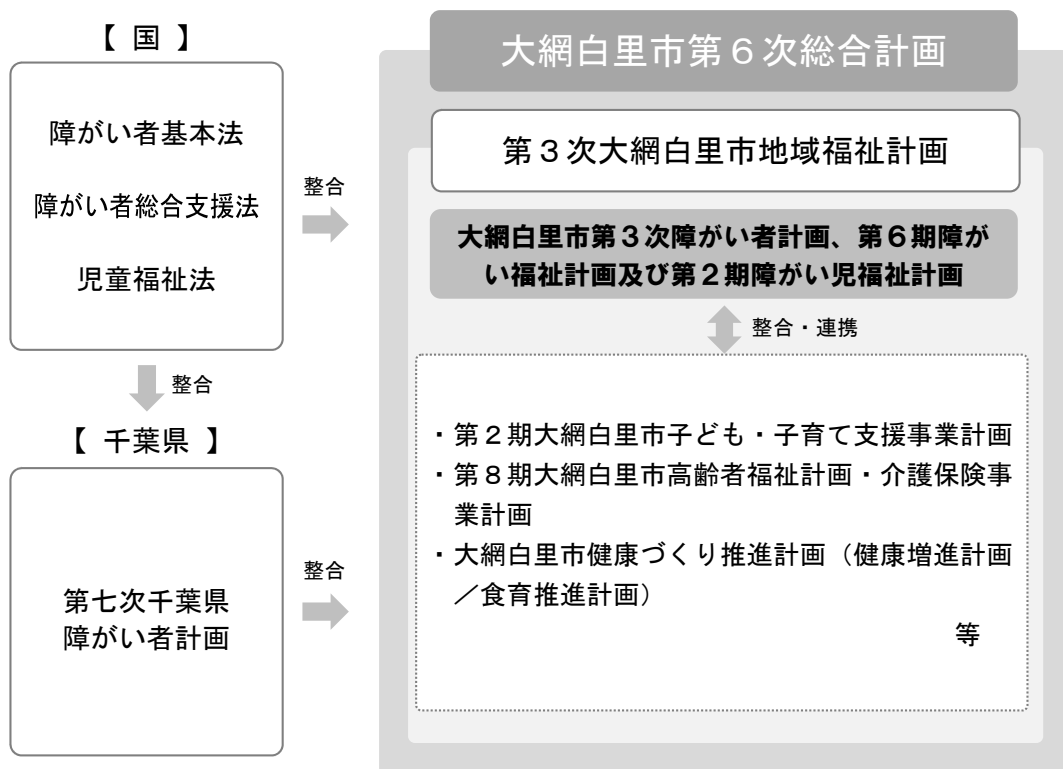 【 国 】
障がい者基本法
障がい者総合支援法
児童福祉法
整合
整合
【 千葉県 】
第七次千葉県
障がい者計画
整合
大網白里市第６次総合計画
第３次大網白里市地域福祉計画
大網白里市第３次障がい者計画、第６期障が
い福祉計画及び第２期障がい児福祉計画
整合・連携
・第２期大網白里市子ども・子育て支援事業計画
・第８期大網白里市高齢者福祉計画・介護保険事
業計画
・大網白里市健康づくり推進計画（健康増進計画
／食育推進計画）
等